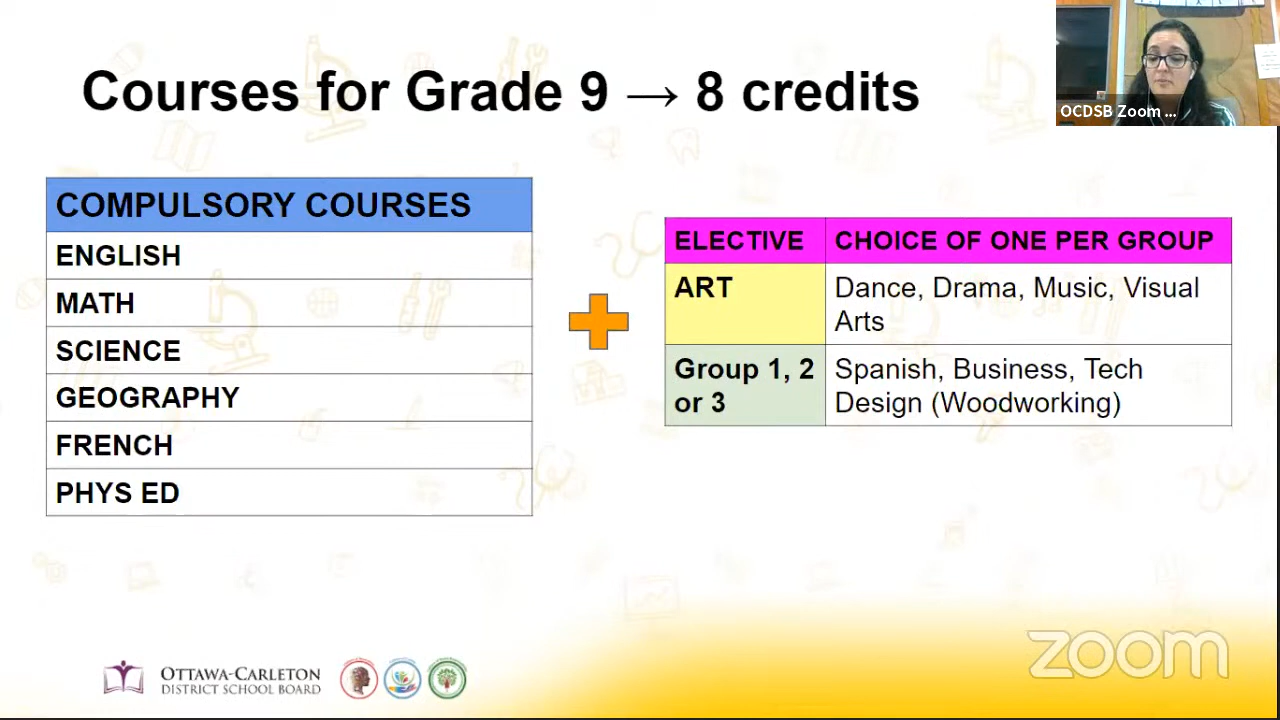 Courses for Grade 9 → 8 credits
OCDSB Zoom ...
COMPULSORY COURSES
ENGLISH
MATH
SCIENCE
GEOGRAPHY
FRENCH
PHYS ED
ELECTIVE
CHOICE OF ONE PER GROUP
ART
Dance, Drama, Music, Visual
Arts
Group 1, 2
or 3
Spanish, Business, Tech
Design (Woodworking)
OTTAWA-CARLETON
DISTRICT SCHOOL BOARD
zoom